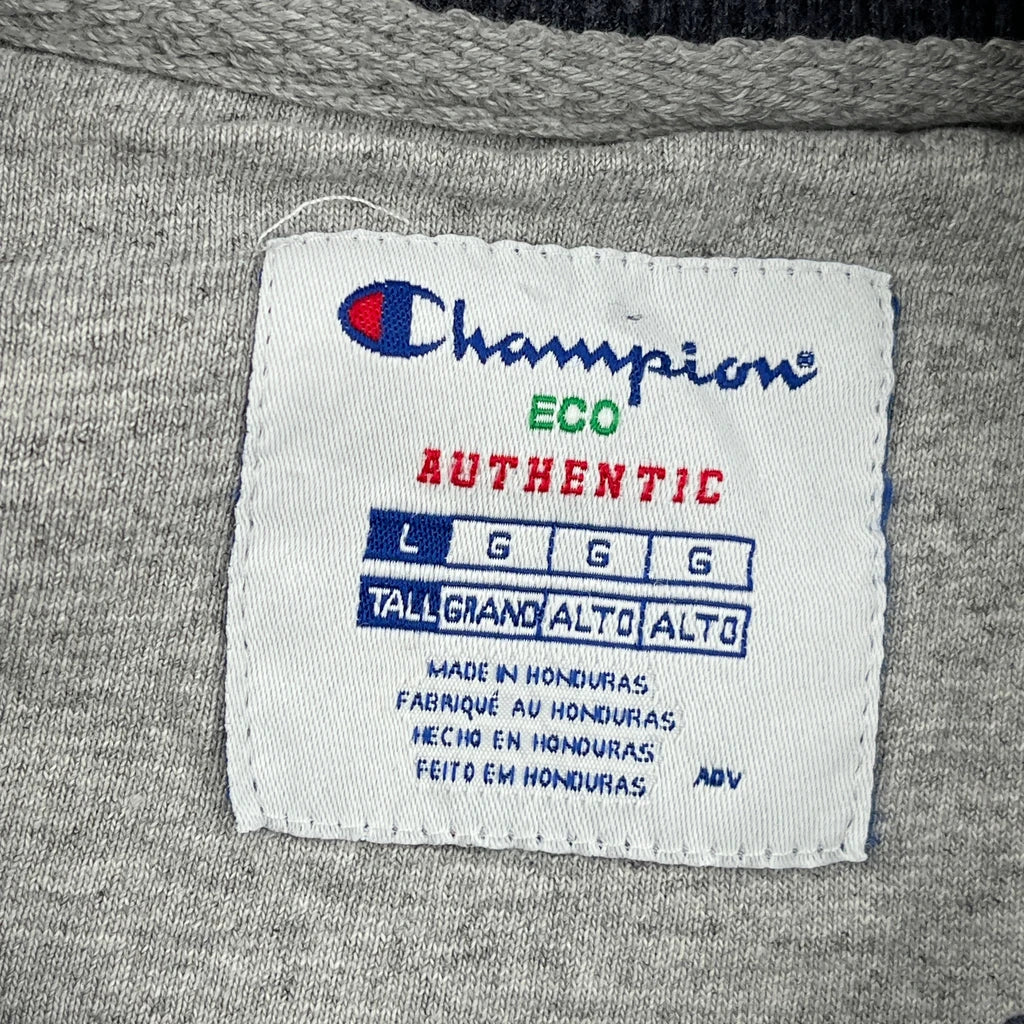 Champion®
ECO
AUTHENTIC
L G G G
TALL GRAND ALTO ALTO
MADE IN HONDURAS
FABRIQUÉ AU HONDURAS
HECHO EN HONDURAS
FEITO EM HONDURAS ADV